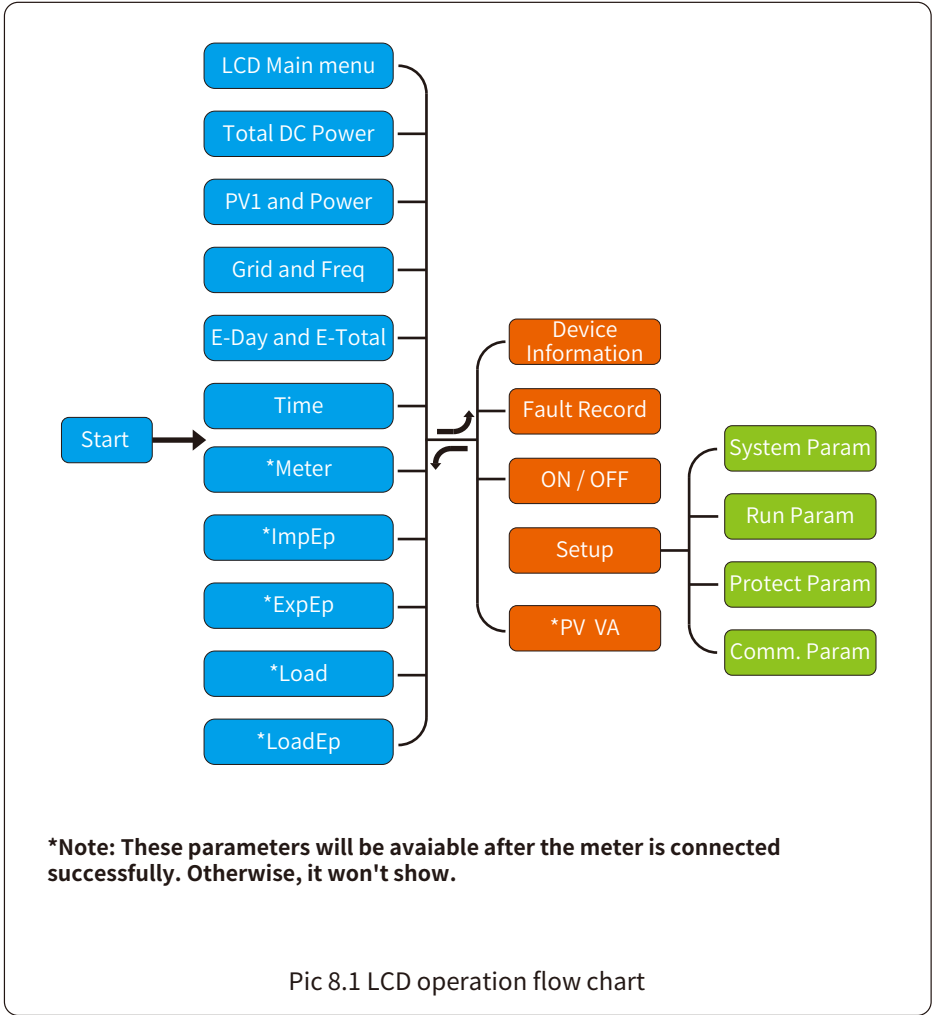 LCD Main menu
Total DC Power
PV1 and Power
Grid and Freq
E-Day and E-Total
Time
Start
*Meter
*ImpEp
*ExpEp
*Load
*LoadEp
Device
Information
Fault Record
ON / OFF
Setup
*PV VA
System Param
Run Param
Protect Param
Comm. Param
*Note: These parameters will be avaiable after the meter is connected
successfully. Otherwise, it won't show.
Pic 8.1 LCD operation flow chart